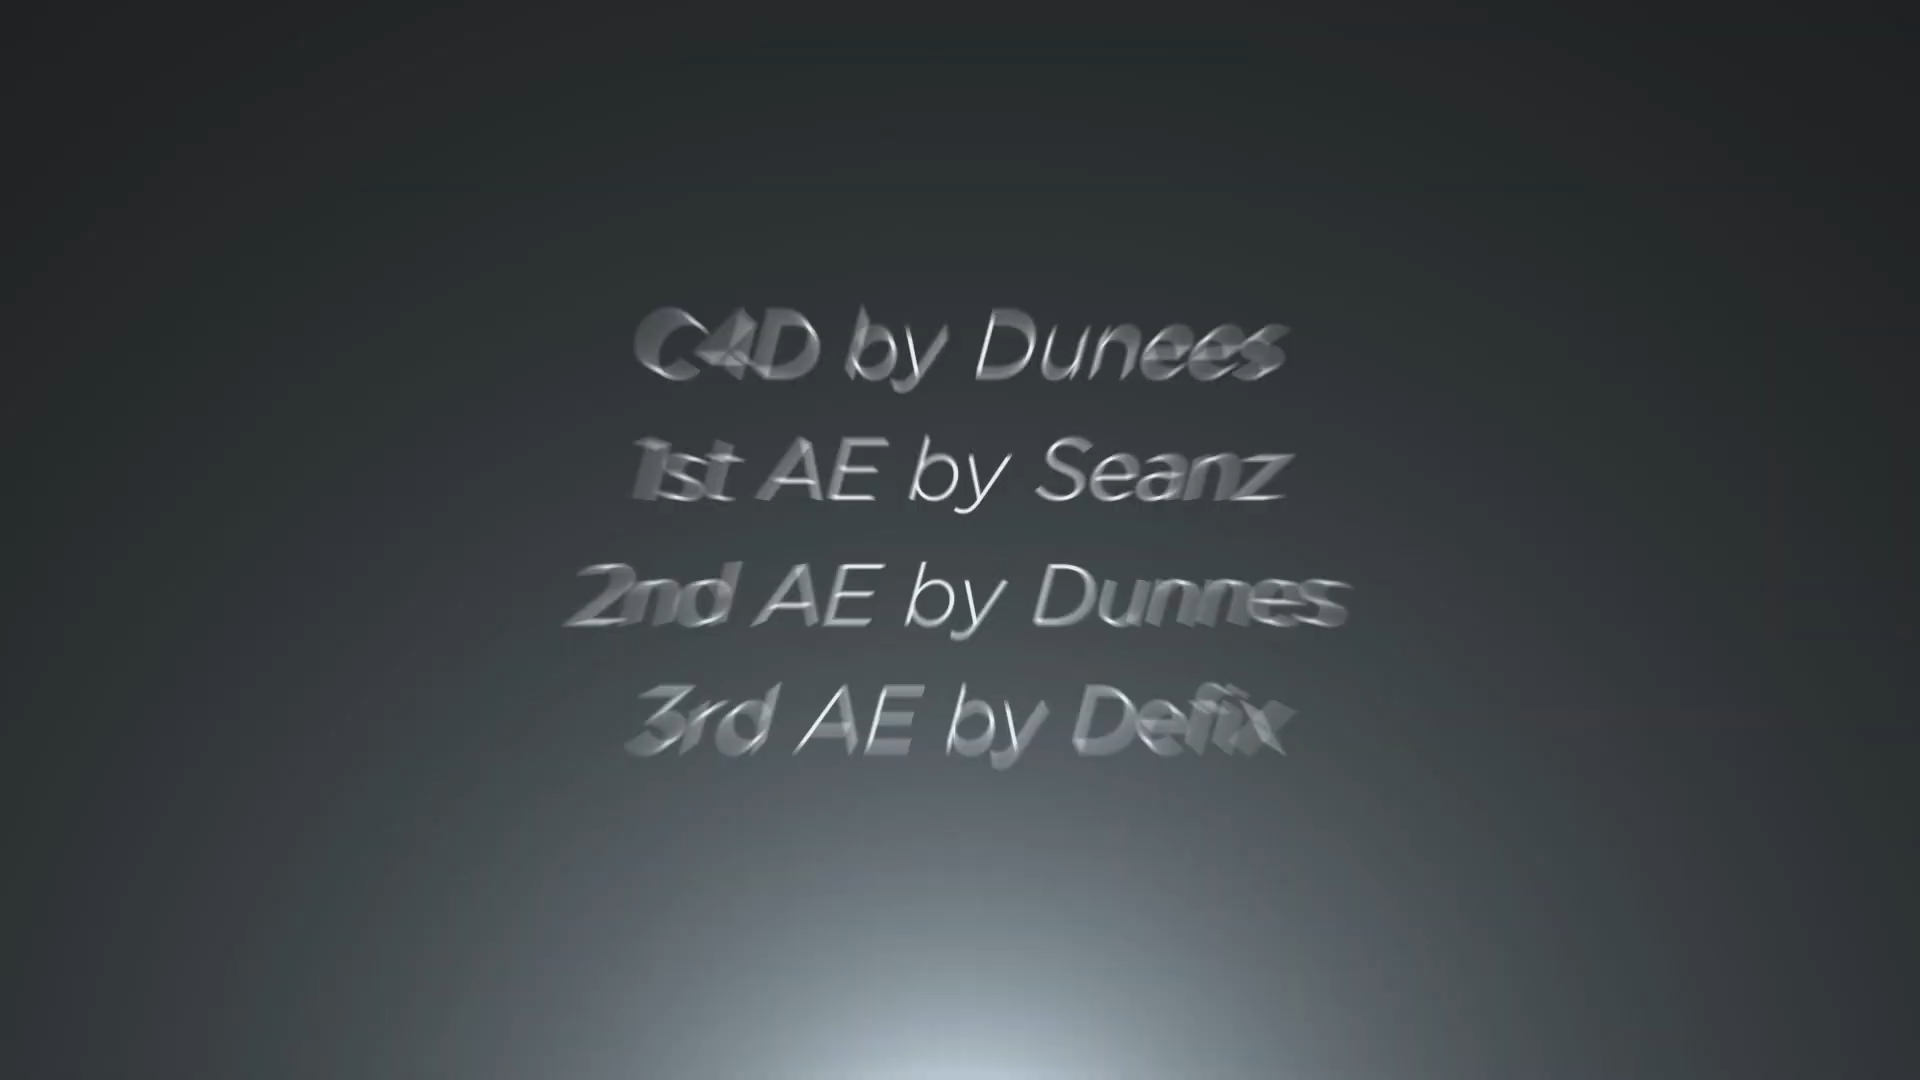 C4D by Dunees
1st AE by Seanz
2nd AE by Dunnes
3rd AE by Defix